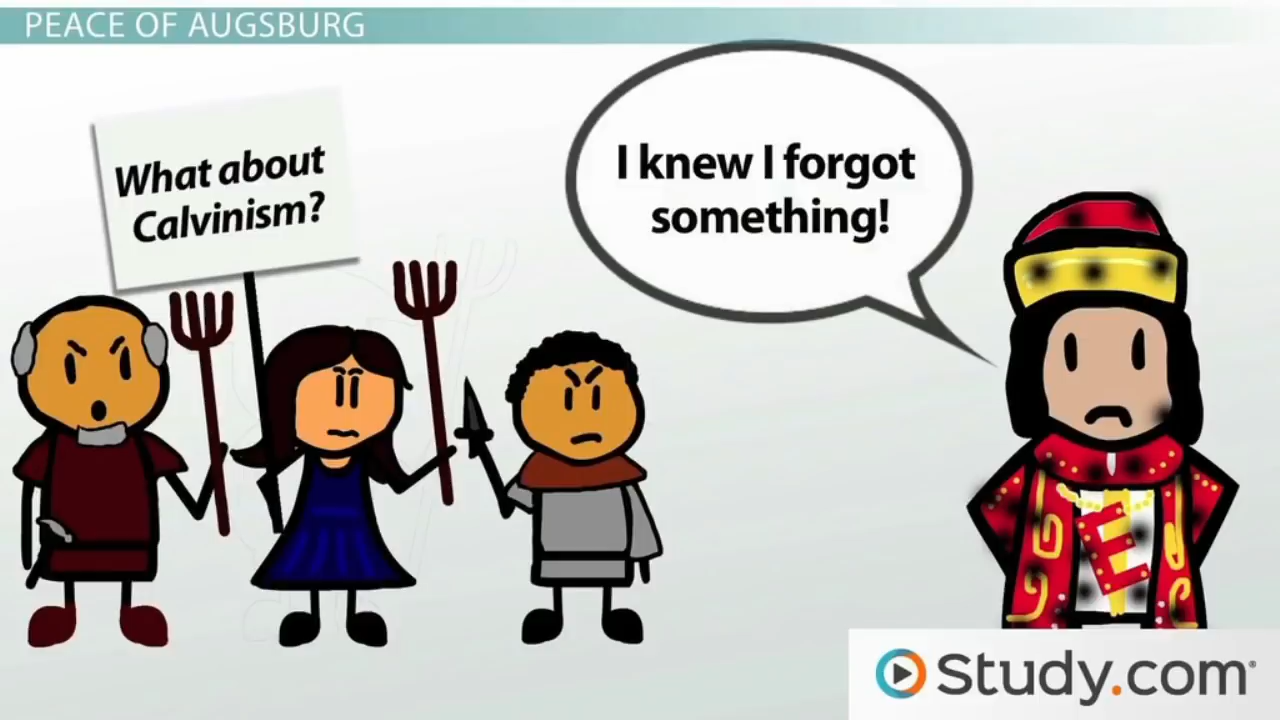 PEACE OF AUGSBURG
What about
Calvinism?
I knew I forgot
something!
E
Study.com®